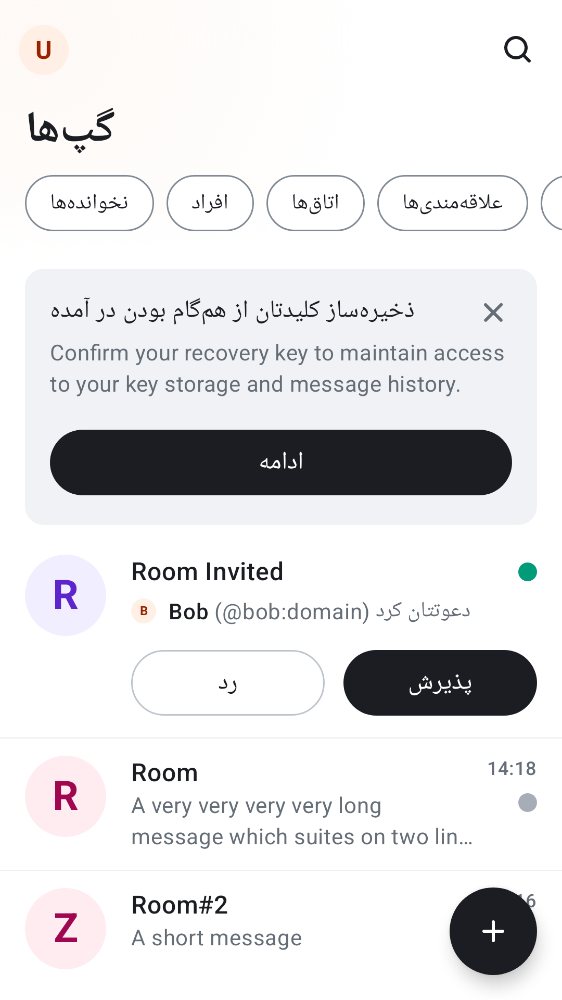 U
گپ‌ها
نخوانده‌ها
افراد
اتاق‌ها
علاقه‌مندی‌ها
ذخیره‌ساز کلیدتان از هم‌گام بودن در آمده
Confirm your recovery key to maintain access
to your key storage and message history.
ادامه
R
Room Invited
B
Bob (@bob:domain) دعوتتان کرد
رد
پذیرش
R
Room
14:18
A very very very very long
message which suites on two lin…
Z
Room#2
A short message